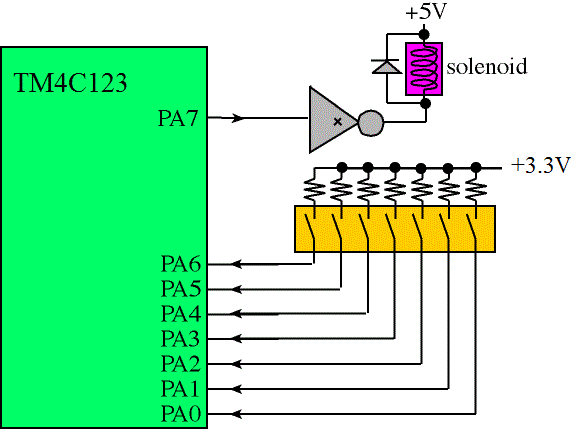 +5V
solenoid
TM4C123
PA7
+3.3V
PA6
PA5
PA4
PA3
PA2
PA1
PA0